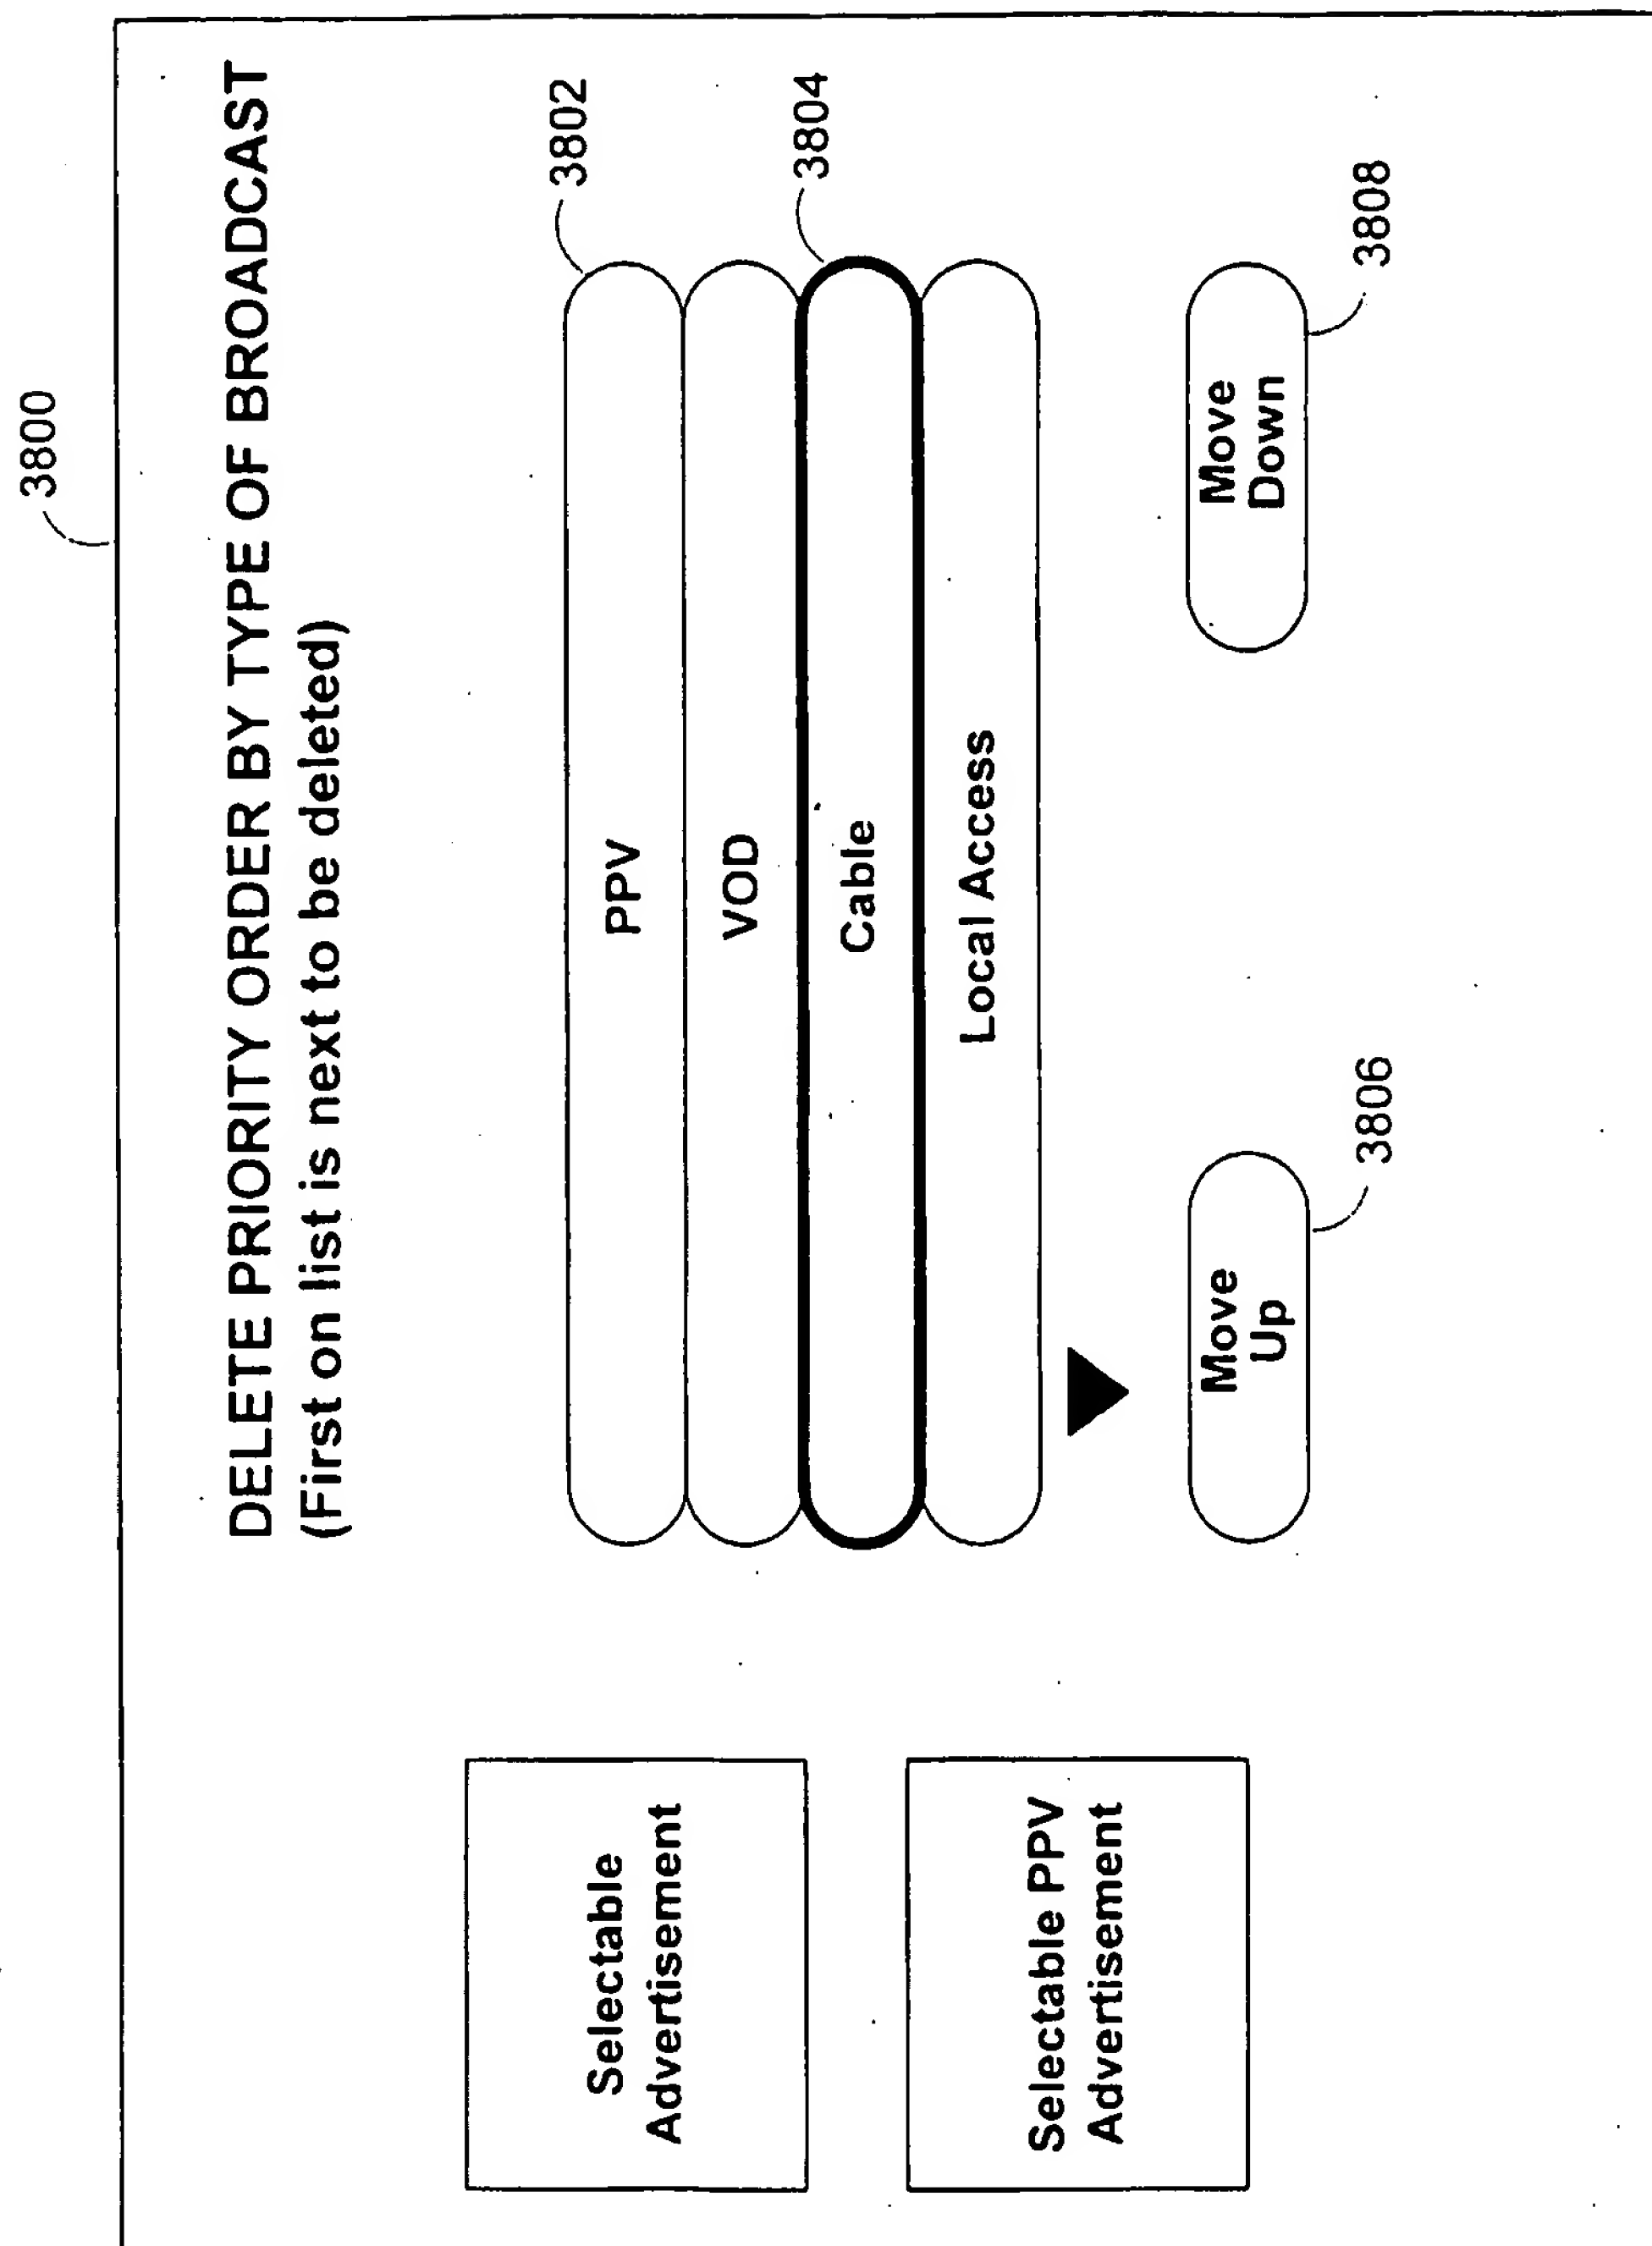 3800
DELETE PRIORITY ORDER BY TYPE OF BROADCAST
(First on list is next to be deleted)
Selectable
Advertisement
Selectable PPV
Advertisement
3802
PPV
VOD
3804
Cable
Local Access
Move
Up
3806
Move
Down
3808